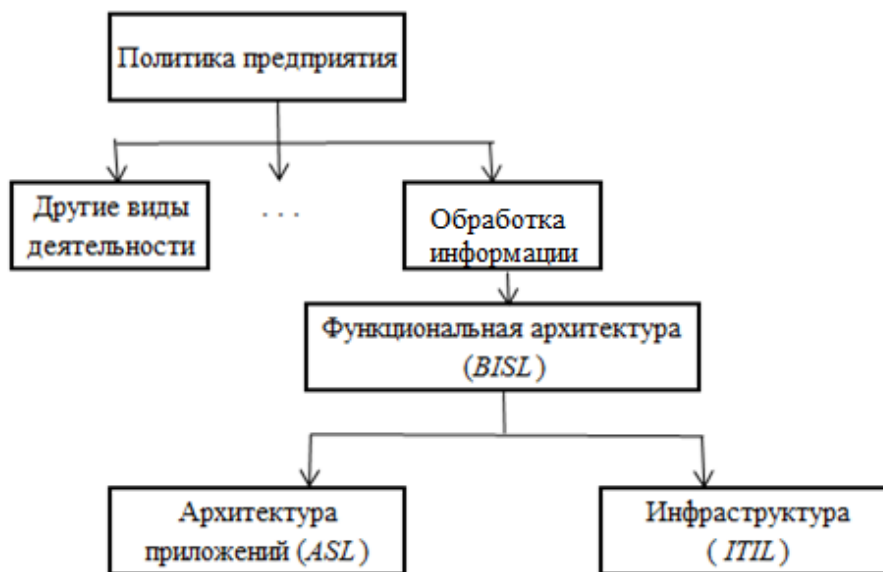 Политика предприятия
Другие виды
деятельности
. . .
Обработка
информации
Функциональная архитектура
(BISL)
Архитектура
приложений (ASL)
Инфраструктура
( ITIL)